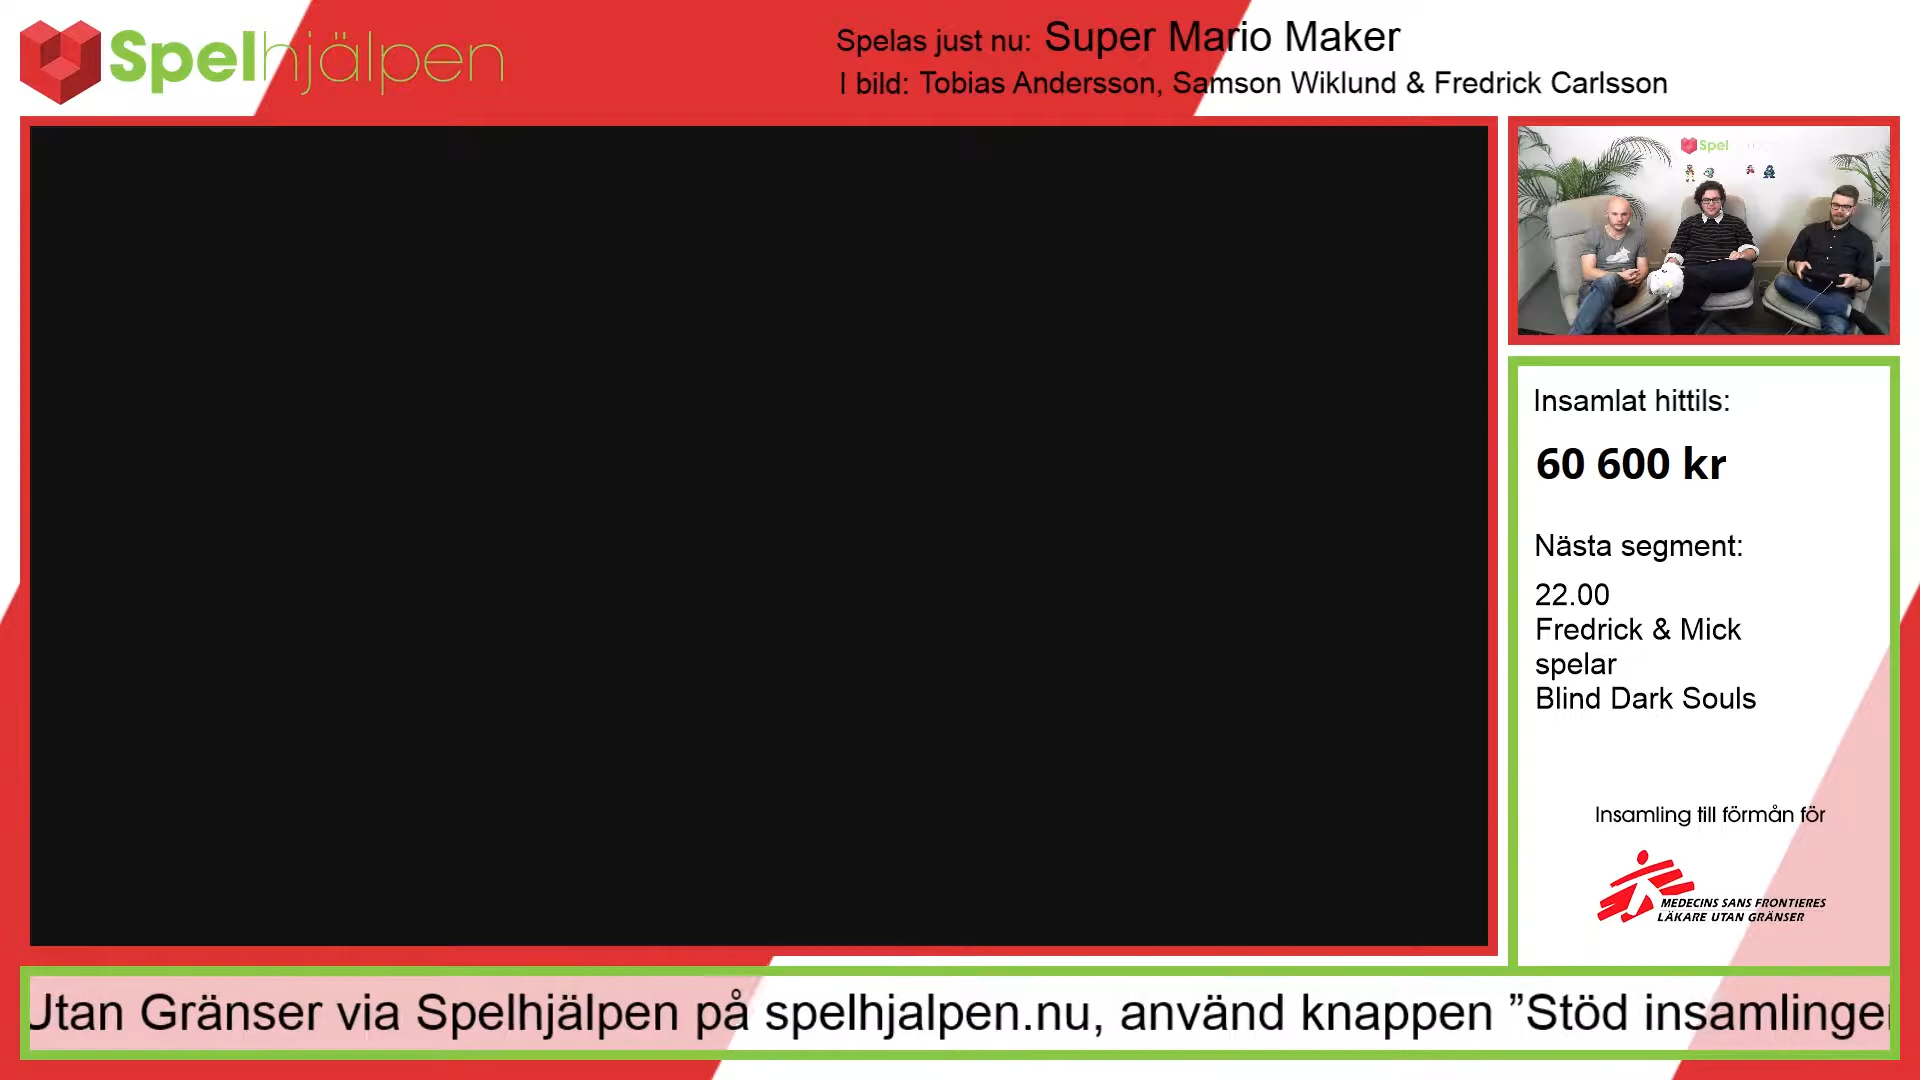 Spelhjälpen
Spelas just nu: Super Mario Maker
I bild: Tobias Andersson, Samson Wiklund & Fredrick Carlsson
Spel
Insamlat hittils:
60 600 kr
Nästa segment:
22.00
Fredrick & Mick
spelar
Blind Dark Souls
Insamling till förmån för
MEDECINS SANS FRONTIERES
LÄKARE UTAN GRÄNSER
Utan Gränser via Spelhjälpen på spelhjalpen.nu, använd knappen ”Stöd insamlingen